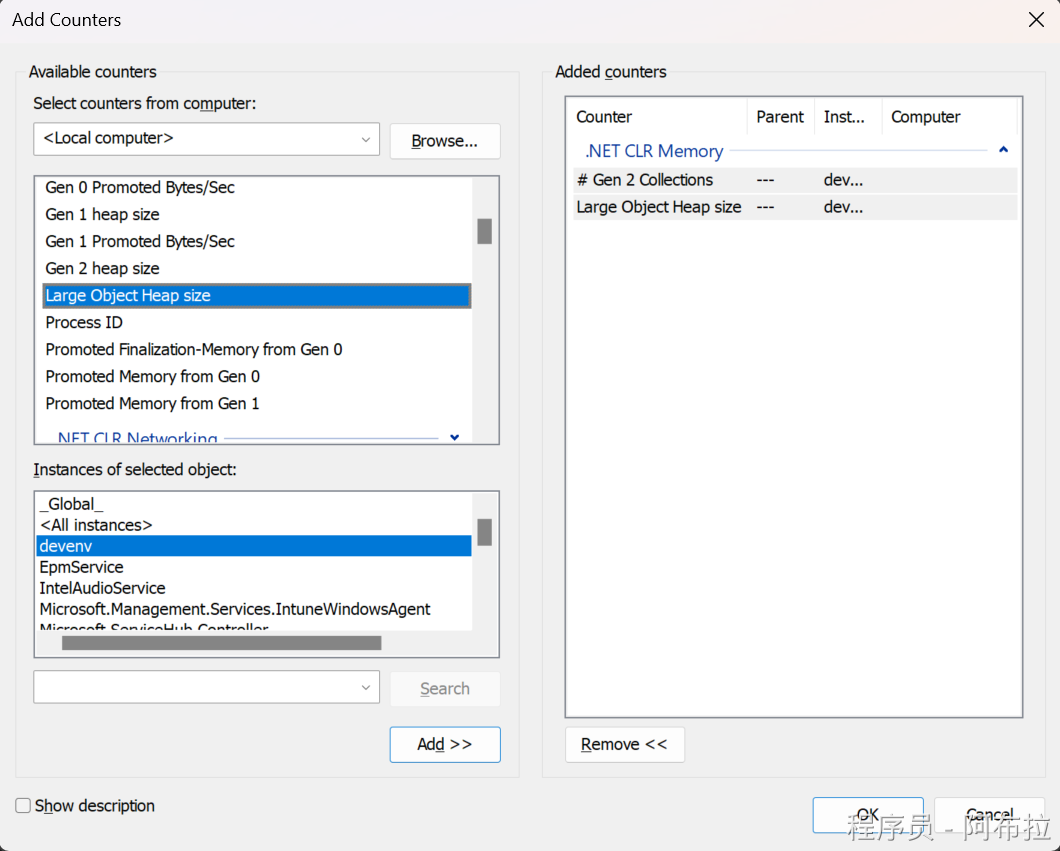 Add Counters
Available counters
Select counters from computer:
<Local computer>
Browse...
Gen 0 Promoted Bytes/Sec
Gen 1 heap size
Gen 1 Promoted Bytes/Sec
Gen 2 heap size
Large Object Heap size
Process ID
Promoted Finalization-Memory from Gen 0
Promoted Memory from Gen 0
Promoted Memory from Gen 1
.NET CLR Networking
Instances of selected object:
_Global_
<All instances>
devenv
EpmService
IntelAudioService
Microsoft.Management.Services.IntuneWindowsAgent
Microsoft.ServiceHub.Controller
Search
Add >>
Show description
Added counters
Counter Parent Inst... Computer
.NET CLR Memory
# Gen 2 Collections --- dev...
Large Object Heap size --- dev...
Remove <<
OK Cancel
程序员 - 阿布拉